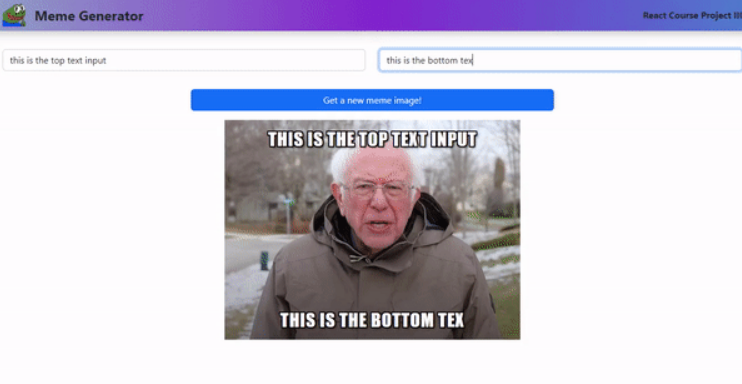 Meme Generator
React Course Project III
this is the top text input
this is the bottom tex
Get a new meme image!
THIS IS THE TOP TEXT INPUT
THIS IS THE BOTTOM TEX